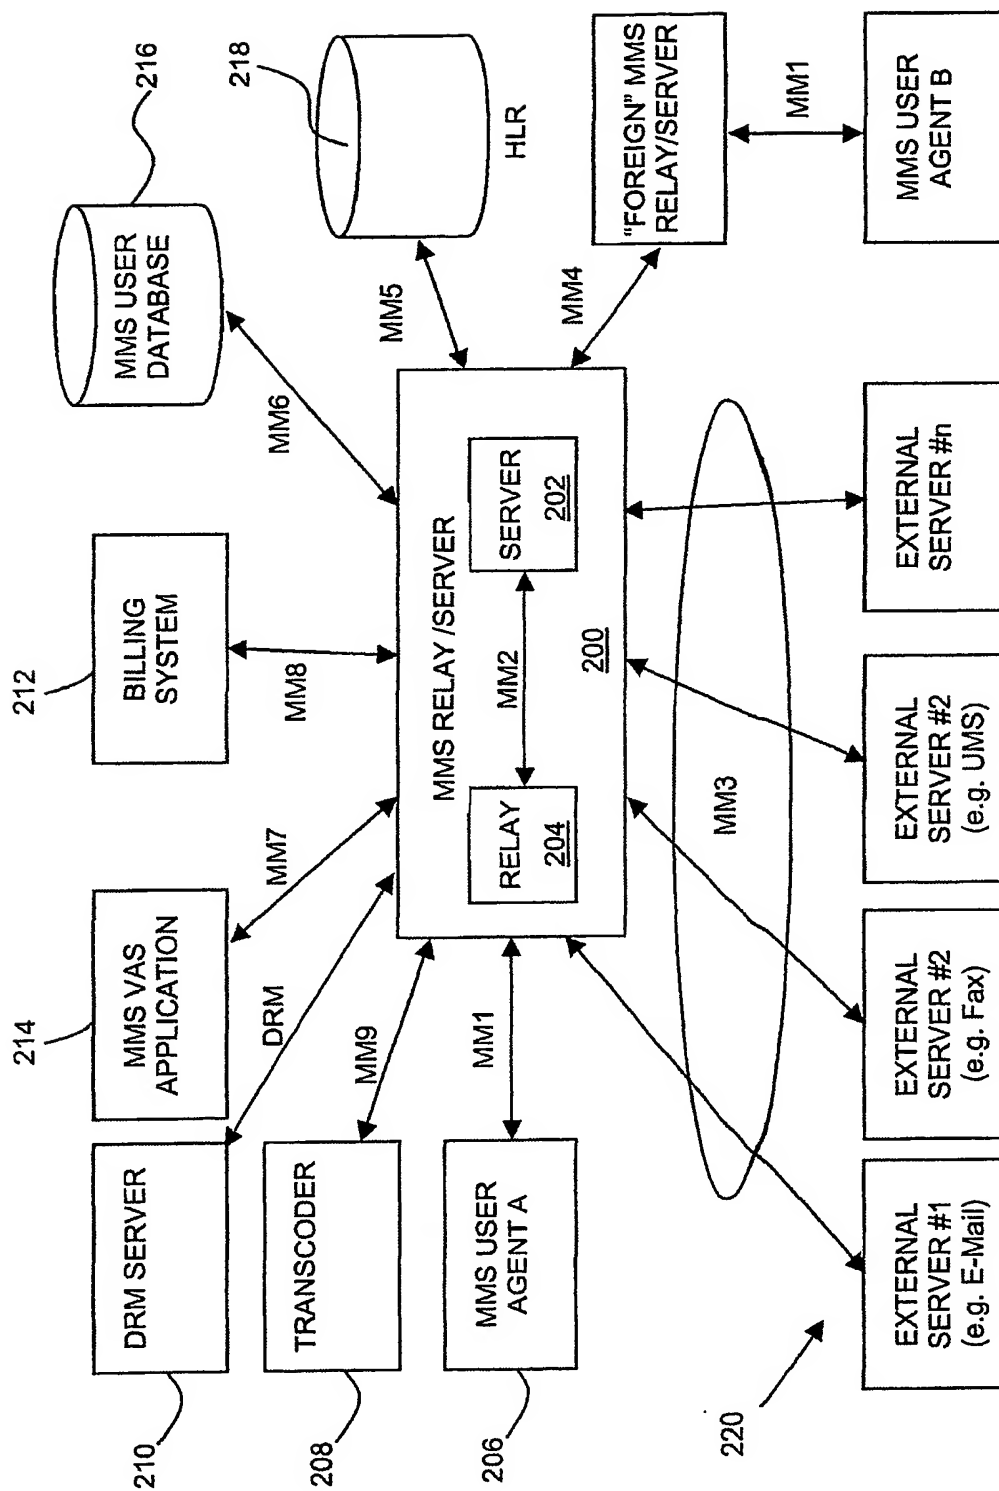 210
DRM SERVER
214
MMS VAS
APPLICATION
212
BILLING
SYSTEM
MMS USER
DATABASE
216
208
TRANSCODER
DRM
MM7
MM8
MM6
218
HLR
206
MMS USER
AGENT A
MM9
MM1
MMS RELAY /SERVER
RELAY
204
MM2
SERVER
202
200
MM5
MM4
"FOREIGN" MMS
RELAY/SERVER
MM1
MMS USER
AGENT B
MM3
220
EXTERNAL
SERVER #1
(e.g. E-Mail)
EXTERNAL
SERVER #2
(e.g. Fax)
EXTERNAL
SERVER #2
(e.g. UMS)
EXTERNAL
SERVER #n